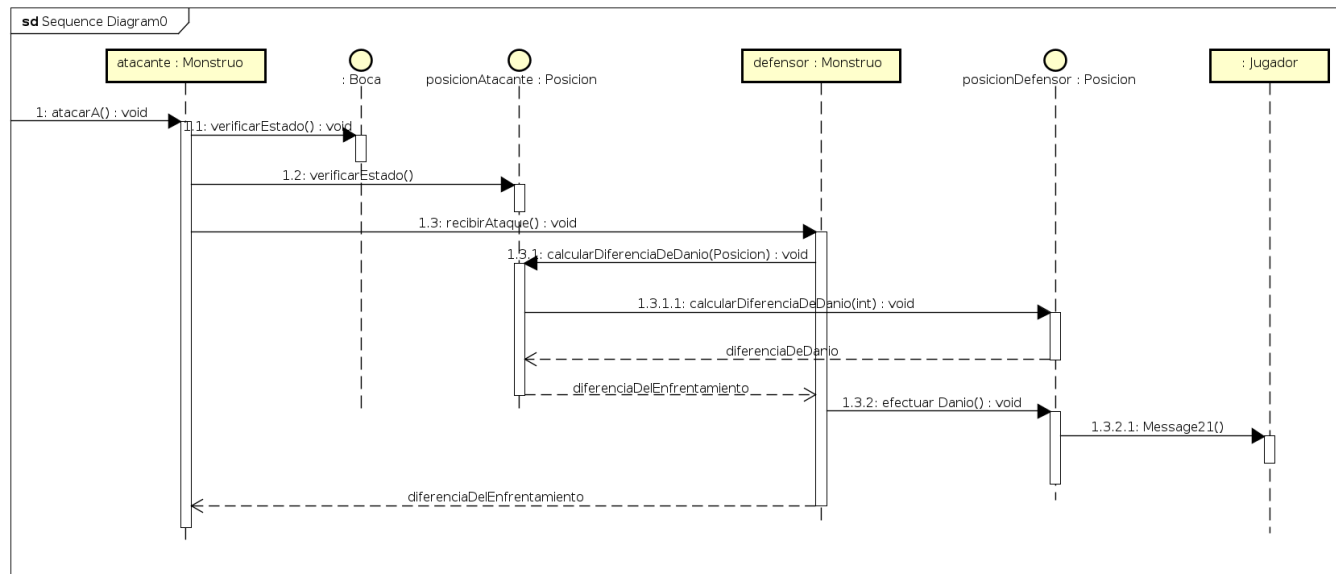 sd Sequence Diagram0
atacante : Monstruo
: Boca
posicionAtacante : Posicion
defensor : Monstruo
posicionDefensor : Posicion
: Jugador
1: atacarA() : void
1.1: verificarEstado() : void
1.2: verificarEstado()
1.3: recibirAtaque() : void
1.3.1: calcularDiferenciaDeDanio(Posicion) : void
1.3.1.1: calcularDiferenciaDeDanio(int) : void
diferenciaDeDanio
diferenciaDelEnfrentamiento
1.3.2: efectuar Danio() : void
1.3.2.1: Message21()
diferenciaDelEnfrentamiento